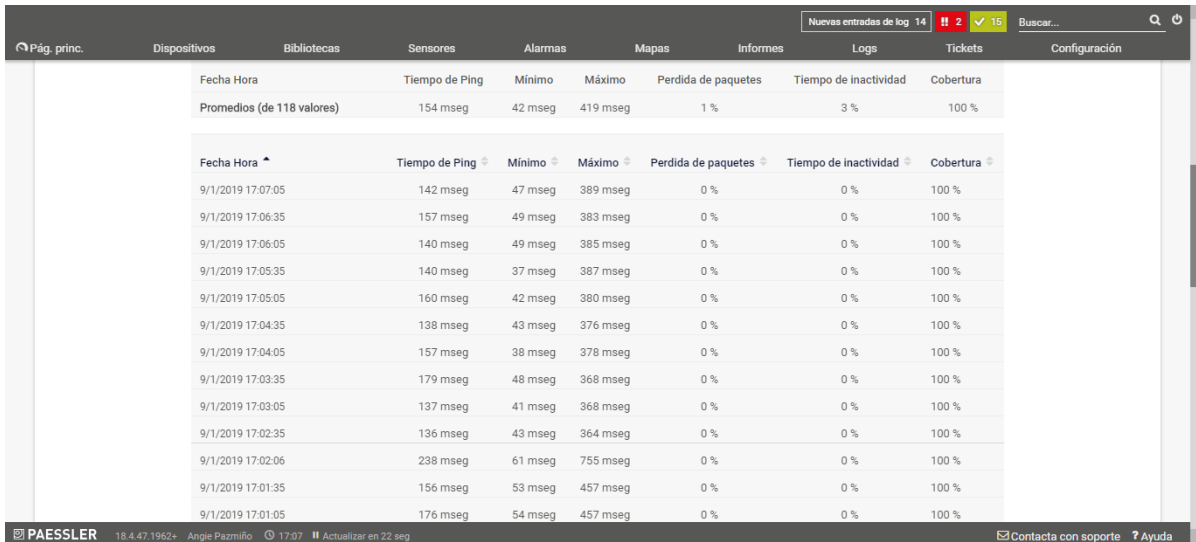 Nuevas entradas de log 14 2 15 Buscar...
Pág. princ. Dispositivos Bibliotecas Sensores Alarmas Mapas Informes Logs Tickets Configuración
Fecha Hora Tiempo de Ping Mínimo Máximo Perdida de paquetes Tiempo de inactividad Cobertura
Promedios (de 118 valores) 154 mseg 42 mseg 419 mseg 1 % 3 % 100 %
Fecha Hora Tiempo de Ping Mínimo Máximo Perdida de paquetes Tiempo de inactividad Cobertura
9/1/2019 17:07:05 142 mseg 47 mseg 389 mseg 0 % 0 % 100 %
9/1/2019 17:06:35 157 mseg 49 mseg 383 mseg 0 % 0 % 100 %
9/1/2019 17:06:05 140 mseg 49 mseg 385 mseg 0 % 0 % 100 %
9/1/2019 17:05:35 140 mseg 37 mseg 387 mseg 0 % 0 % 100 %
9/1/2019 17:05:05 160 mseg 42 mseg 380 mseg 0 % 0 % 100 %
9/1/2019 17:04:35 138 mseg 43 mseg 376 mseg 0 % 0 % 100 %
9/1/2019 17:04:05 157 mseg 38 mseg 378 mseg 0 % 0 % 100 %
9/1/2019 17:03:35 179 mseg 48 mseg 368 mseg 0 % 0 % 100 %
9/1/2019 17:03:05 137 mseg 41 mseg 368 mseg 0 % 0 % 100 %
9/1/2019 17:02:35 136 mseg 43 mseg 364 mseg 0 % 0 % 100 %
9/1/2019 17:02:06 238 mseg 61 mseg 755 mseg 0 % 0 % 100 %
9/1/2019 17:01:35 156 mseg 53 mseg 457 mseg 0 % 0 % 100 %
9/1/2019 17:01:05 176 mseg 54 mseg 457 mseg 0 % 0 % 100 %
PAESSLER 18.4.47.1962+ Angie Pazmiño 17:07 Actualizar en 22 seg Contacta con soporte ? Ayuda